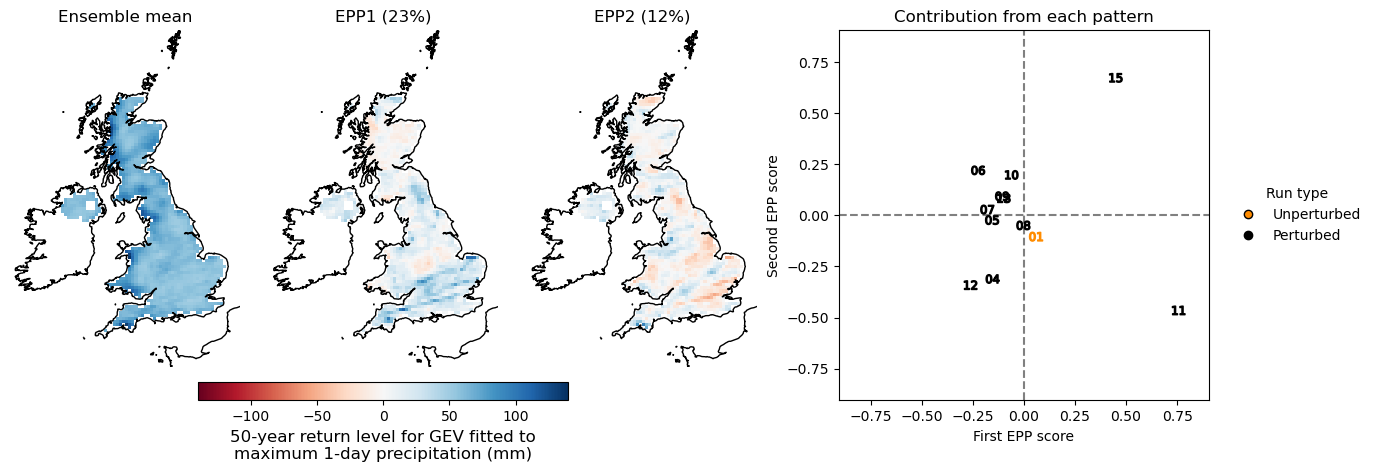 Ensemble mean
EPP1 (23%)
EPP2 (12%)
Contribution from each pattern
−100
−50
0
50
100
50-year return level for GEV fitted to
maximum 1-day precipitation (mm)
Second EPP score
0.75
0.50
0.25
0.00
−0.25
−0.50
−0.75
15
06
10
09
13
07
05
08
01
04
12
11
−0.75
−0.50
−0.25
0.00
0.25
0.50
0.75
First EPP score
Run type
Unperturbed
Perturbed